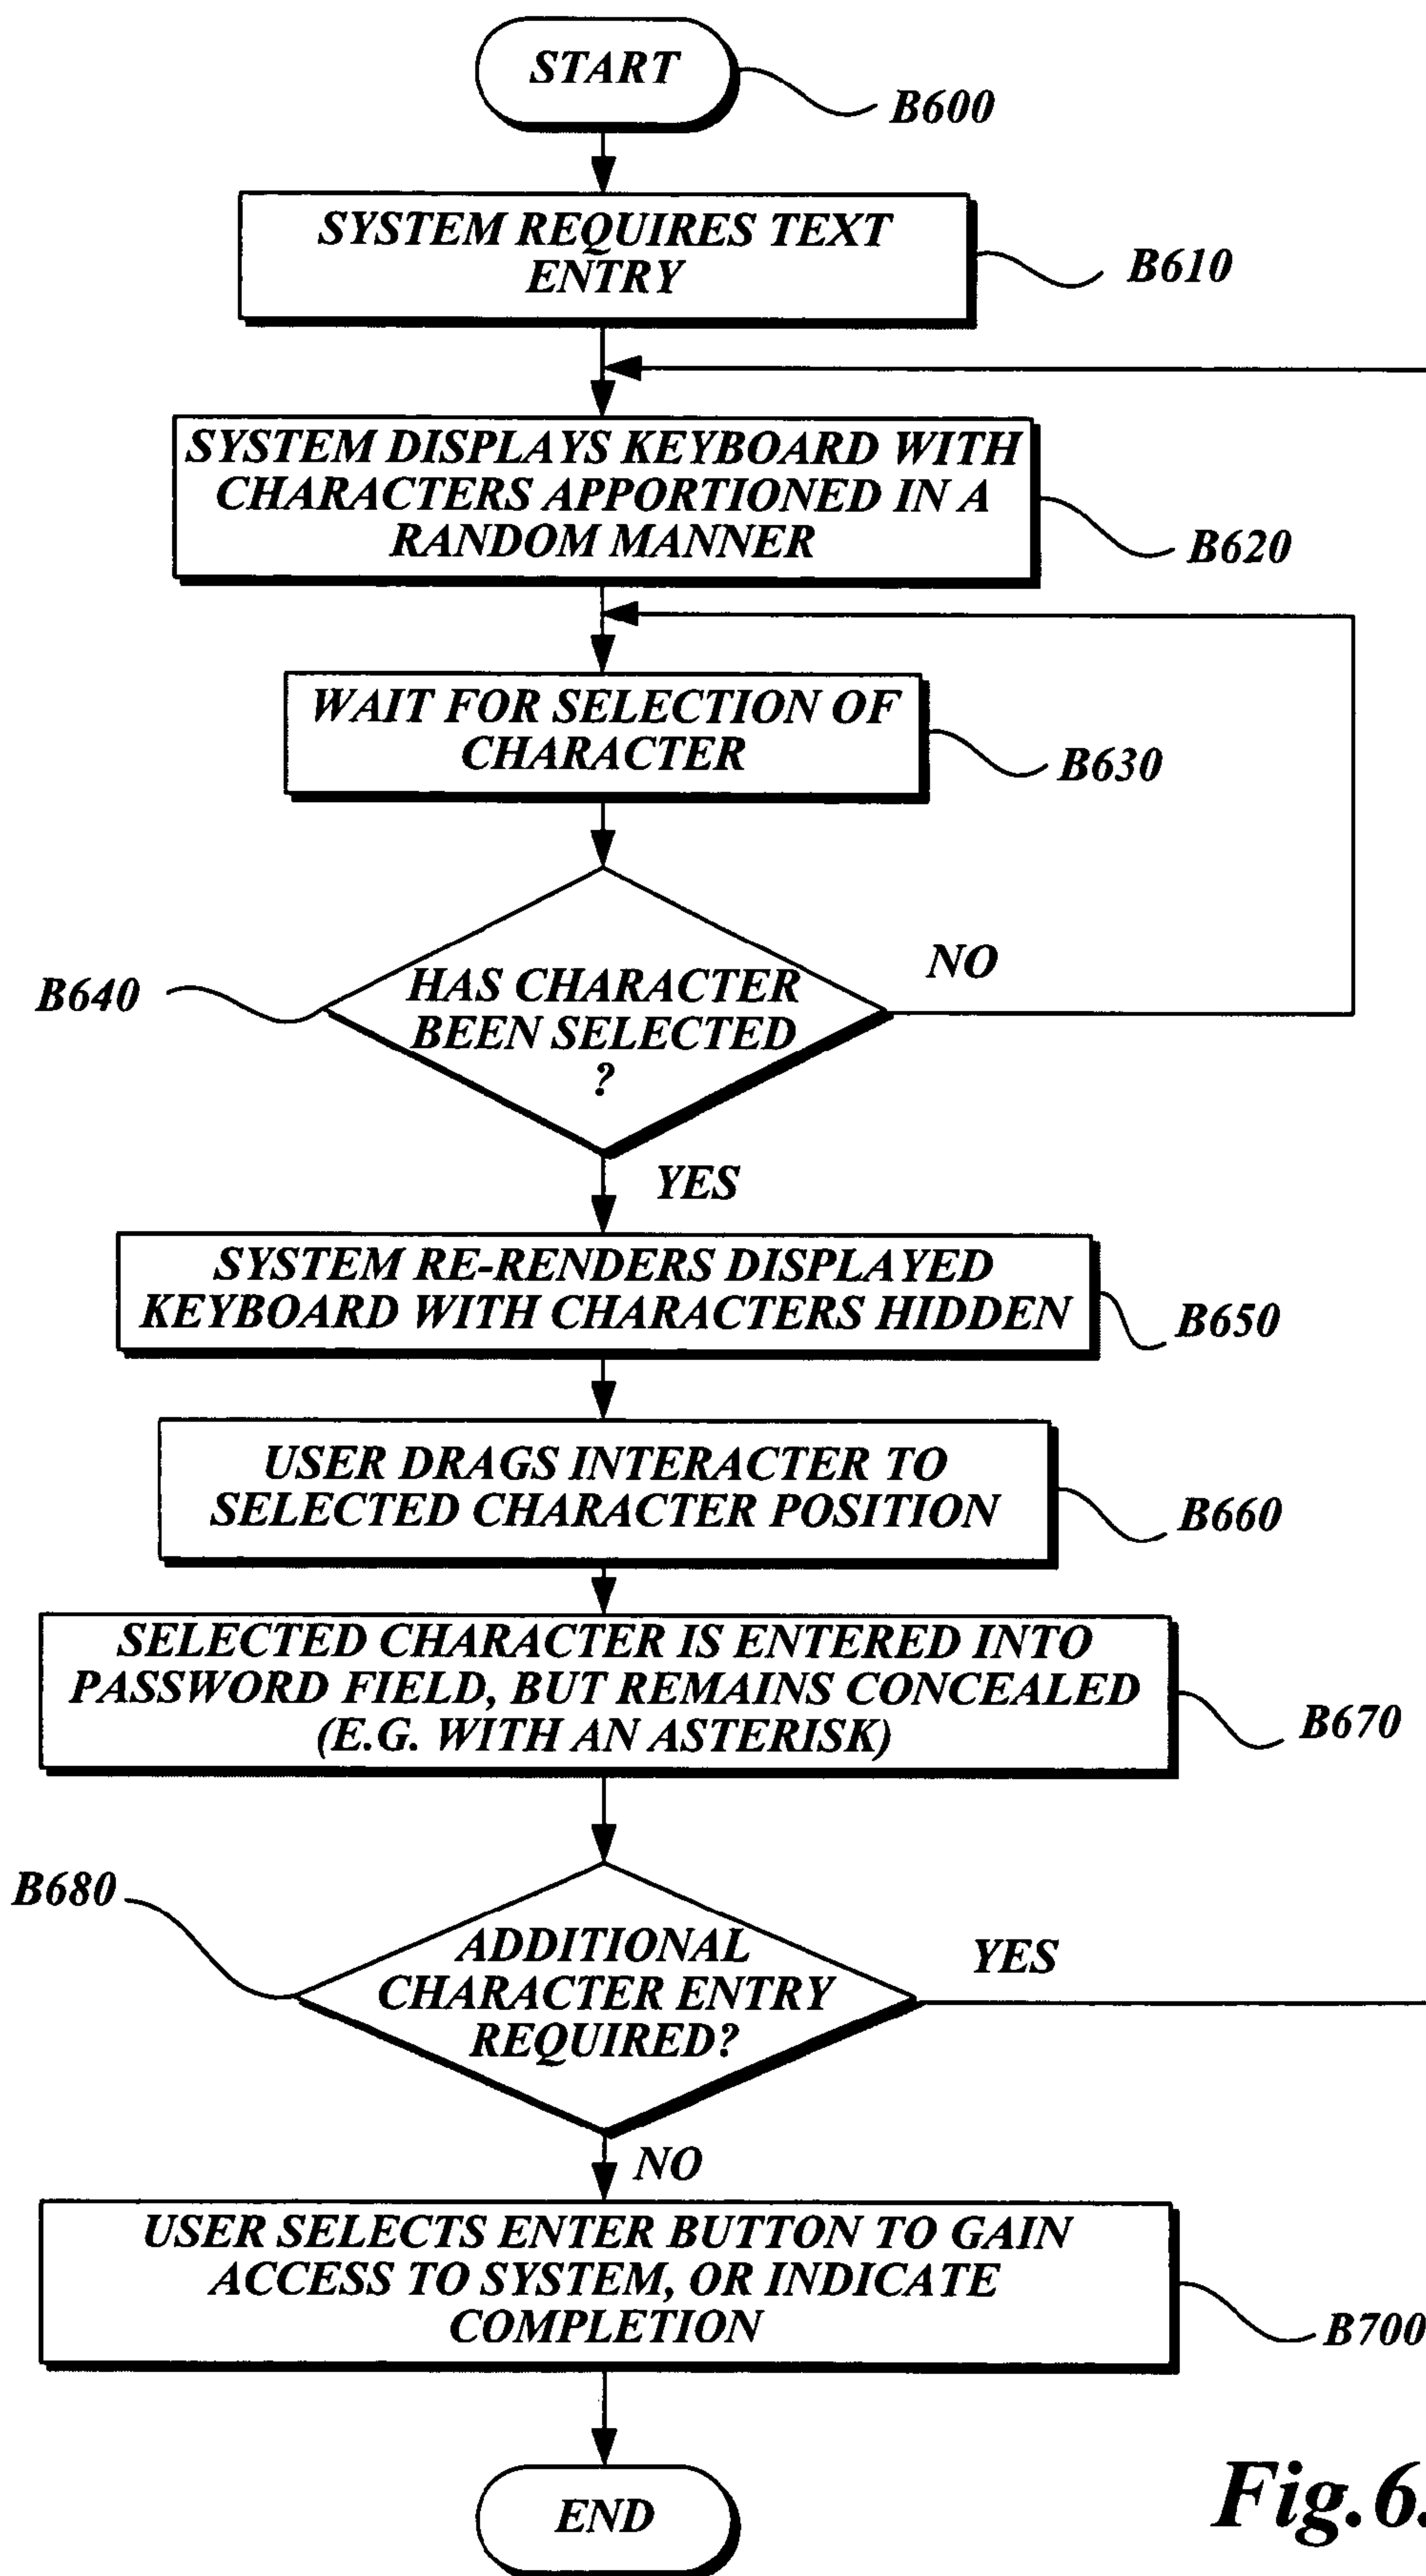 START
B600
SYSTEM REQUIRES TEXT
ENTRY
B610
SYSTEM DISPLAYS KEYBOARD WITH
CHARACTERS APPORTIONED IN A
RANDOM MANNER
B620
WAIT FOR SELECTION OF
CHARACTER
B630
NO
B640
HAS CHARACTER
BEEN SELECTED
?
YES
SYSTEM RE-RENDERS DISPLAYED
KEYBOARD WITH CHARACTERS HIDDEN
B650
USER DRAGS INTERACTER TO
SELECTED CHARACTER POSITION
B660
SELECTED CHARACTER IS ENTERED INTO
PASSWORD FIELD, BUT REMAINS CONCEALED
(E.G. WITH AN ASTERISK)
B670
B680
ADDITIONAL
CHARACTER ENTRY
REQUIRED?
YES
NO
USER SELECTS ENTER BUTTON TO GAIN
ACCESS TO SYSTEM, OR INDICATE
COMPLETION
B700
END
Fig.6.